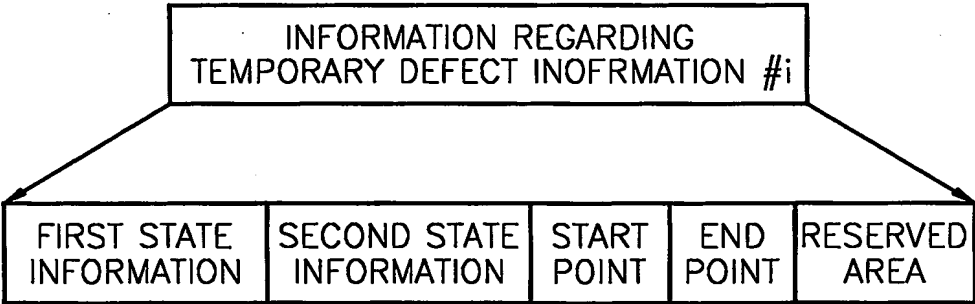 INFORMATION REGARDING
TEMPORARY DEFECT INOFRMATION #i
FIRST STATE
INFORMATION
SECOND STATE
INFORMATION
START
POINT
END
POINT
RESERVED
AREA